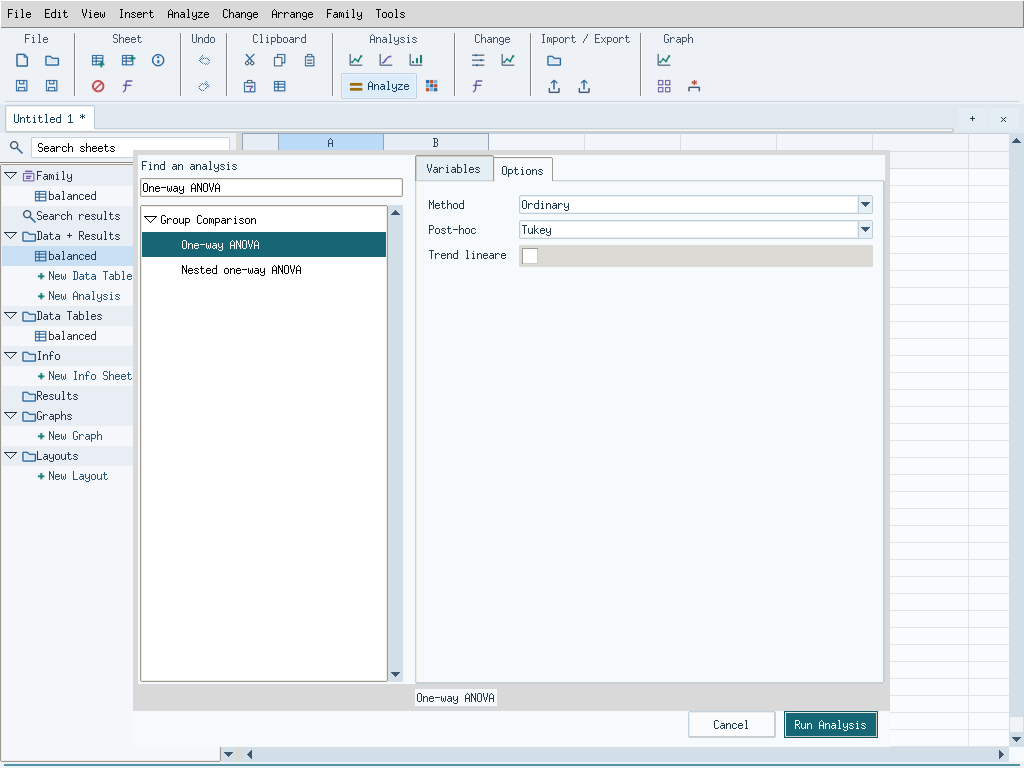 File Edit View Insert Analyze Change Arrange Family Tools
File Sheet Undo Clipboard Analysis Change Import / Export Graph
Analyze
Untitled 1 *
+ ×
Search sheets
A B
Family
balanced
Search results
Data + Results
balanced
+ New Data Table
+ New Analysis
Data Tables
balanced
Info
+ New Info Sheet
Results
Graphs
+ New Graph
Layouts
+ New Layout
Find an analysis
One-way ANOVA
Group Comparison
One-way ANOVA
Nested one-way ANOVA
Variables Options
Method Ordinary
Post-hoc Tukey
Trend lineare
One-way ANOVA
Cancel Run Analysis